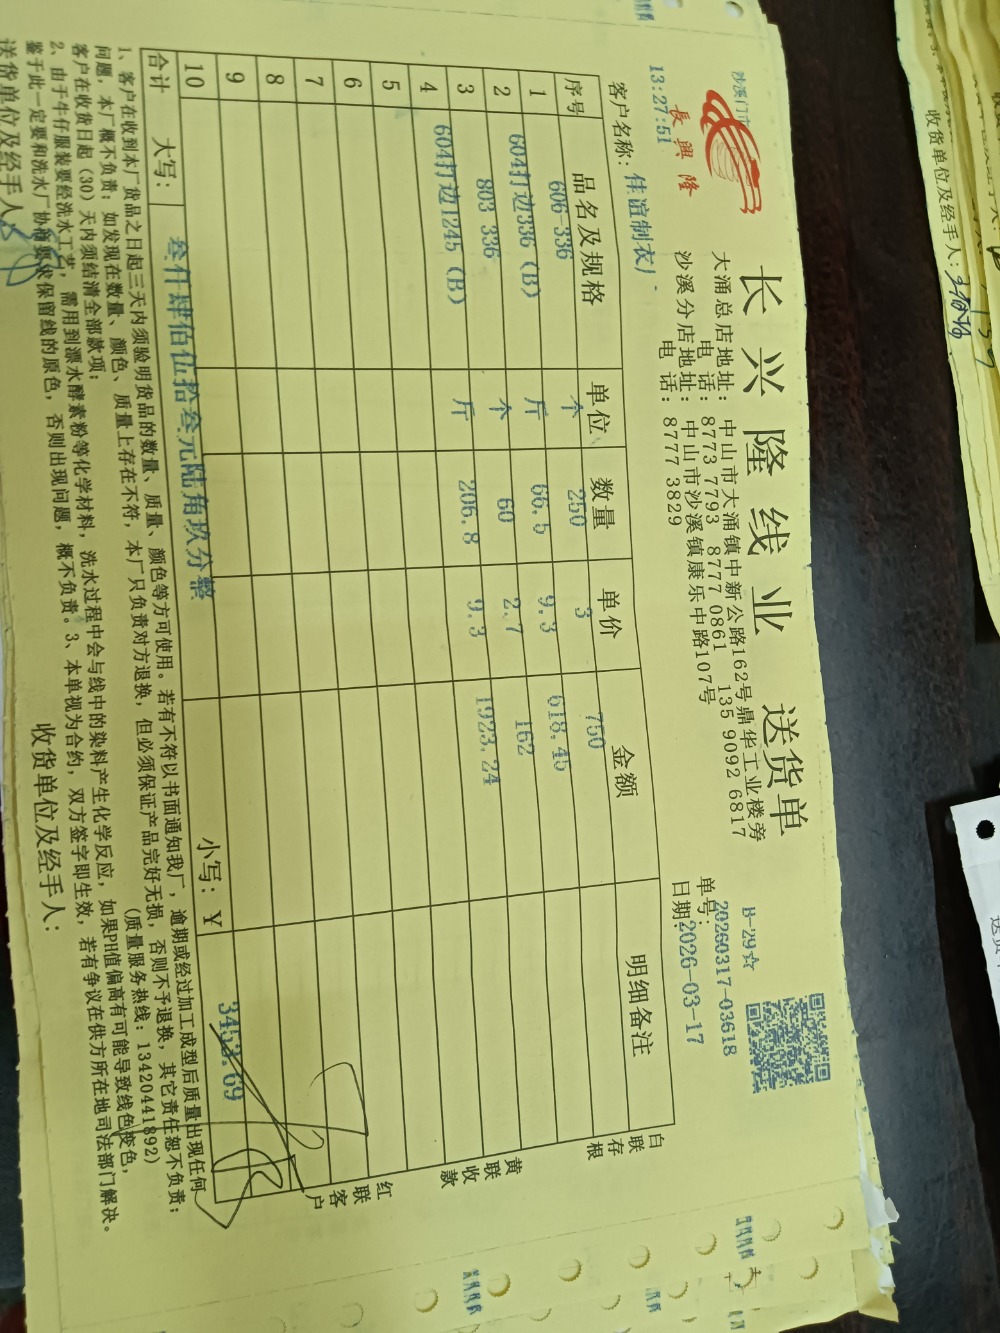 长兴隆线业 送货单
長興隆
沙溪门市
13:27:51
大涌总店地址：中山市大涌镇中新公路162号鼎华工业楼旁
电 话：8773 7793 8777 0861 135 9092 6817
沙溪分店地址：中山市沙溪镇康乐中路107号
电 话：8777 3829
B-29☆
单号：20260317-03618
日期：2026-03-17
客户名称：佳谊制衣厂
序号 品名及规格 单位 数量 单价 金额 明细备注
1 606-336 个 250 3 750
2 604打边336（B） 斤 66.5 9.3 618.45
3 803 336 个 60 2.7 162
4 604打边1245（B） 斤 206.8 9.3 1923.24
5
6
7
8
9
10
合计 大写：叁仟肆佰伍拾叁元陆角玖分整 小写：￥ 3453.69
白联存根
黄联收款
红联客户
1、客户在收到本厂货品之日起三天内须验明货品的数量、质量、颜色等方可使用。若有不符以书面通知我厂，逾期或经过加工成型后质量出现任何
问题，本厂概不负责；如发现在数量、颜色、质量上存在不符，本厂只负责对方退换，但必须保证产品完好无损，否则不予退换，其它责任恕不负责；
客户在收货日起（30）天内须结清全部款项； （质量服务热线：13420441892）
2、由于牛仔服装要经洗水工艺，需用到漂水酵素粉等化学材料，洗水过程中会与线中的染料产生化学反应，如果PH值偏高有可能导致线色变色，
鉴于此一定要和洗水厂协商要求保留线的原色，否则出现问题，概不负责。3、本单视为合约，双方签字即生效，若有争议在供方所在地司法部门解决。
送货单位及经手人： 收货单位及经手人：
收货单位及经手人：